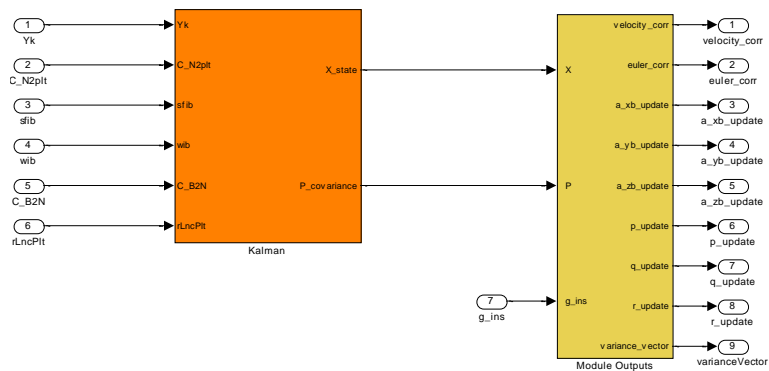 1
Yk
2
C_N2plt
3
sfib
4
wib
5
C_B2N
6
rLncPlt
Yk
C_N2plt
sfib
wib
C_B2N
rLncPlt
X_state
P_covariance
Kalman
7
g_ins
X
P
g_ins
velocity_corr
euler_corr
a_xb_update
a_yb_update
a_zb_update
p_update
q_update
r_update
variance_vector
Module Outputs
1
velocity_corr
2
euler_corr
3
a_xb_update
4
a_yb_update
5
a_zb_update
6
p_update
7
q_update
8
r_update
9
varianceVector